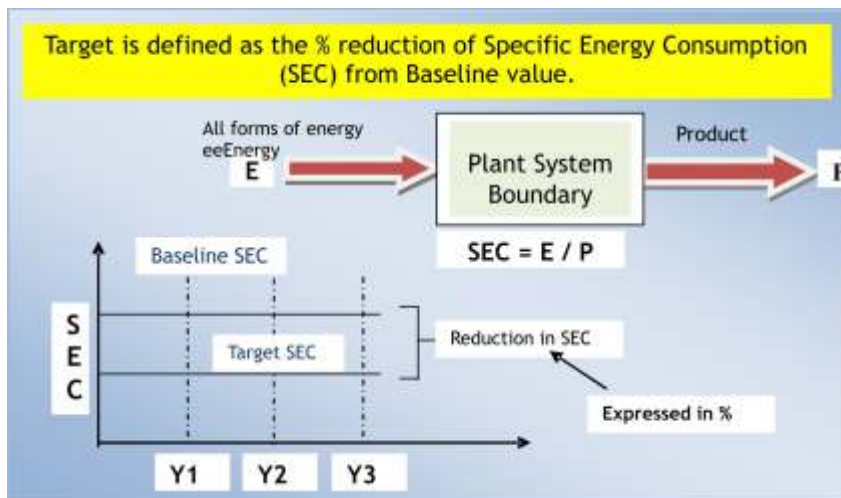 Target is defined as the % reduction of Specific Energy Consumption
(SEC) from Baseline value.
All forms of energy
eeEnergy
E
Plant System
Boundary
Product
SEC = E / P
Baseline SEC
S
E
C
Target SEC
Reduction in SEC
Expressed in %
Y1
Y2
Y3